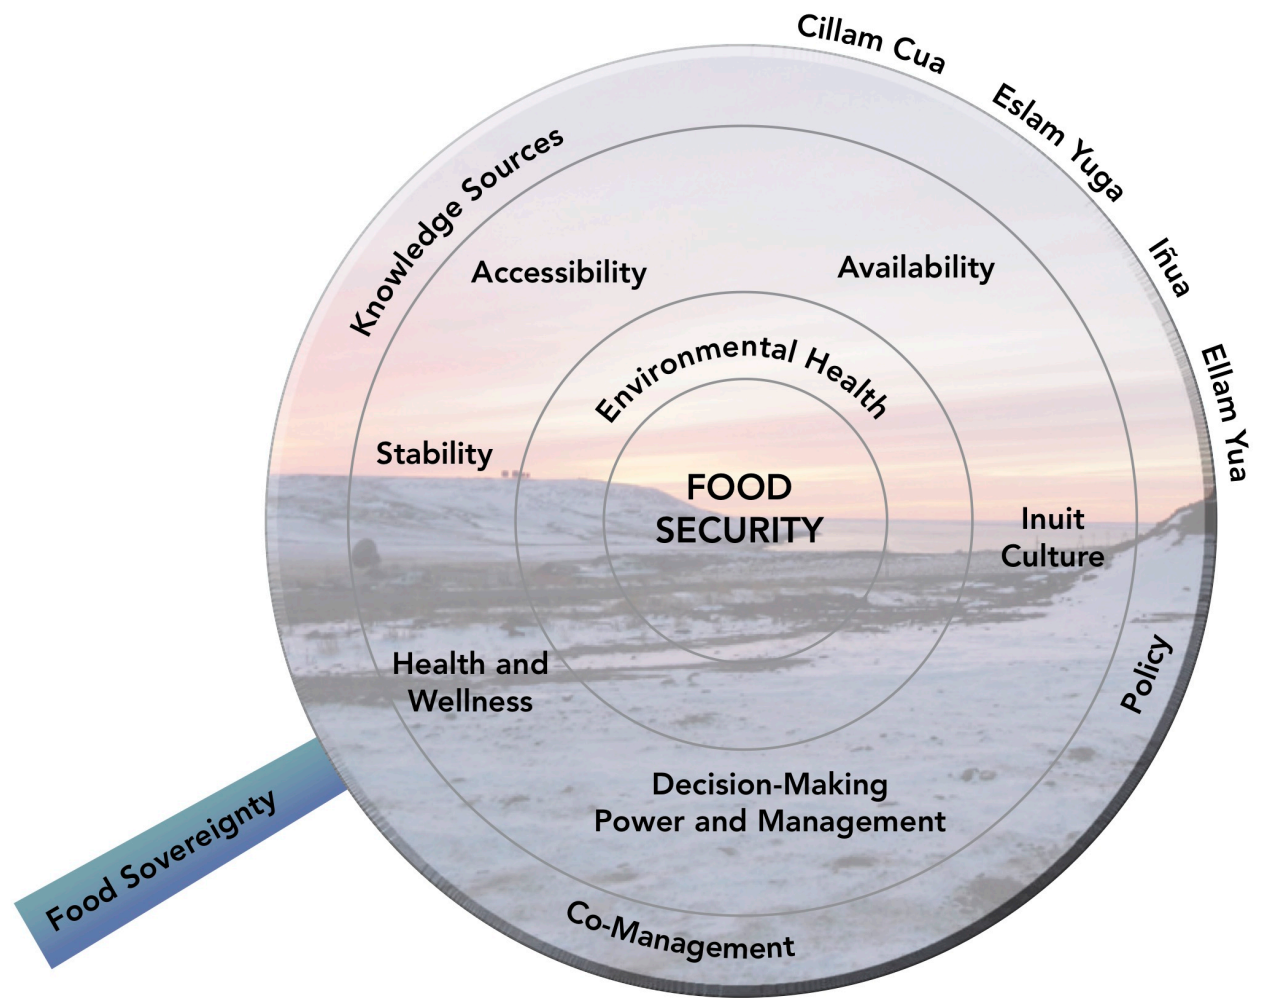 Cillam Cua
Eslam Yuga
Iñua
Ellam Yua
Knowledge Sources
Accessibility
Availability
Environmental Health
Stability
FOOD
SECURITY
Inuit
Culture
Health and
Wellness
Policy
Decision-Making
Power and Management
Co-Management
Food Sovereignty